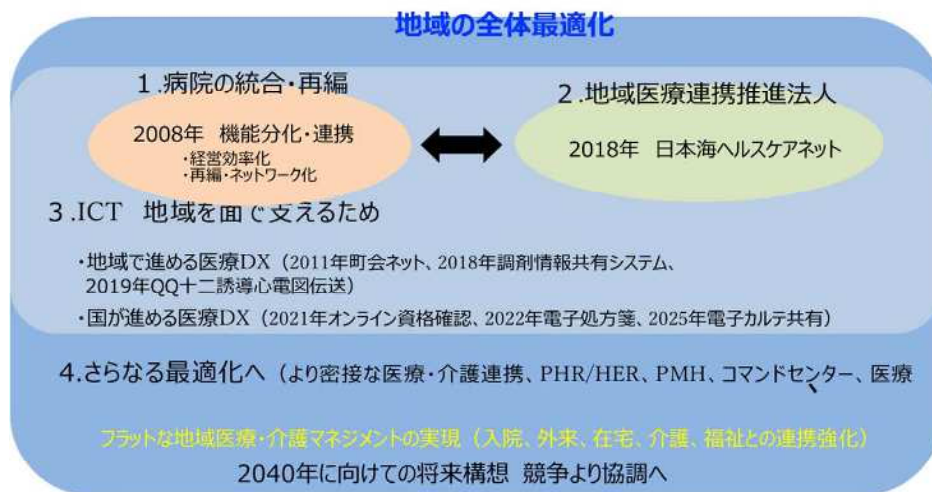 地域の全体最適化
1.病院の統合・再編
2008年 機能分化・連携
・経営効率化
・再編・ネットワーク化
2.地域医療連携推進法人
2018年 日本海ヘルスケアネット
3.ICT 地域を面で支えるため
・地域で進める医療DX（2011年町会ネット、2018年調剤情報共有システム、
2019年QQ十二誘導心電図伝送）
・国が進める医療DX（2021年オンライン資格確認、2022年電子処方箋、2025年電子カルテ共有）
4.さらなる最適化へ（より密接な医療・介護連携、PHR/HER、PMH、コマンドセンター、医療
、
フラットな地域医療・介護マネジメントの実現（入院、外来、在宅、介護、福祉との連携強化）
2040年に向けての将来構想 競争より協調へ